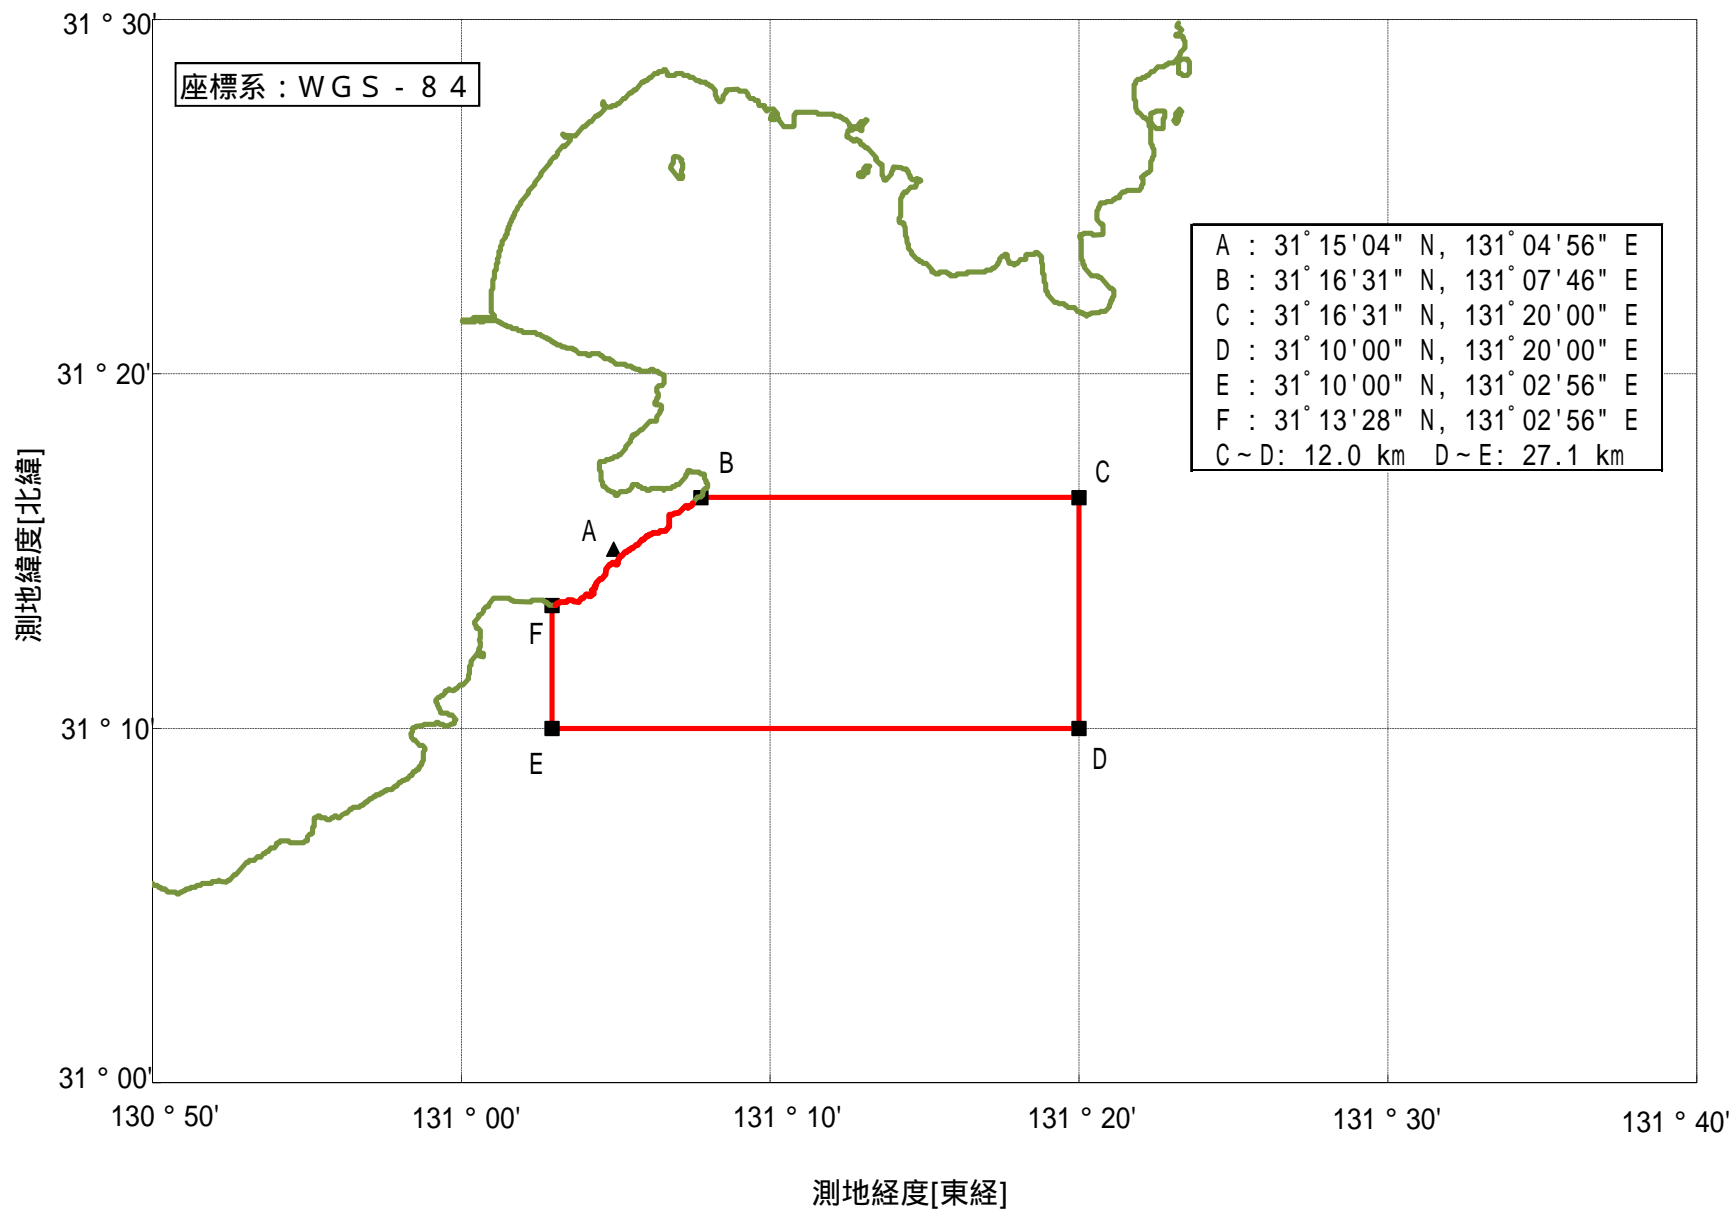 31 ° 30'
座標系：ＷＧＳ - ８４
A : 31ﾟ15'04" N, 131ﾟ04'56" E
B : 31ﾟ16'31" N, 131ﾟ07'46" E
C : 31ﾟ16'31" N, 131ﾟ20'00" E
D : 31ﾟ10'00" N, 131ﾟ20'00" E
E : 31ﾟ10'00" N, 131ﾟ02'56" E
F : 31ﾟ13'28" N, 131ﾟ02'56" E
C~D: 12.0 km D~E: 27.1 km
31 ° 20'
B
C
A
F
31 ° 10'
E
D
31 ° 00'
測地緯度[北緯]
130 ° 50'
131 ° 00'
131 ° 10'
131 ° 20'
131 ° 30'
131 ° 40'
測地経度[東経]